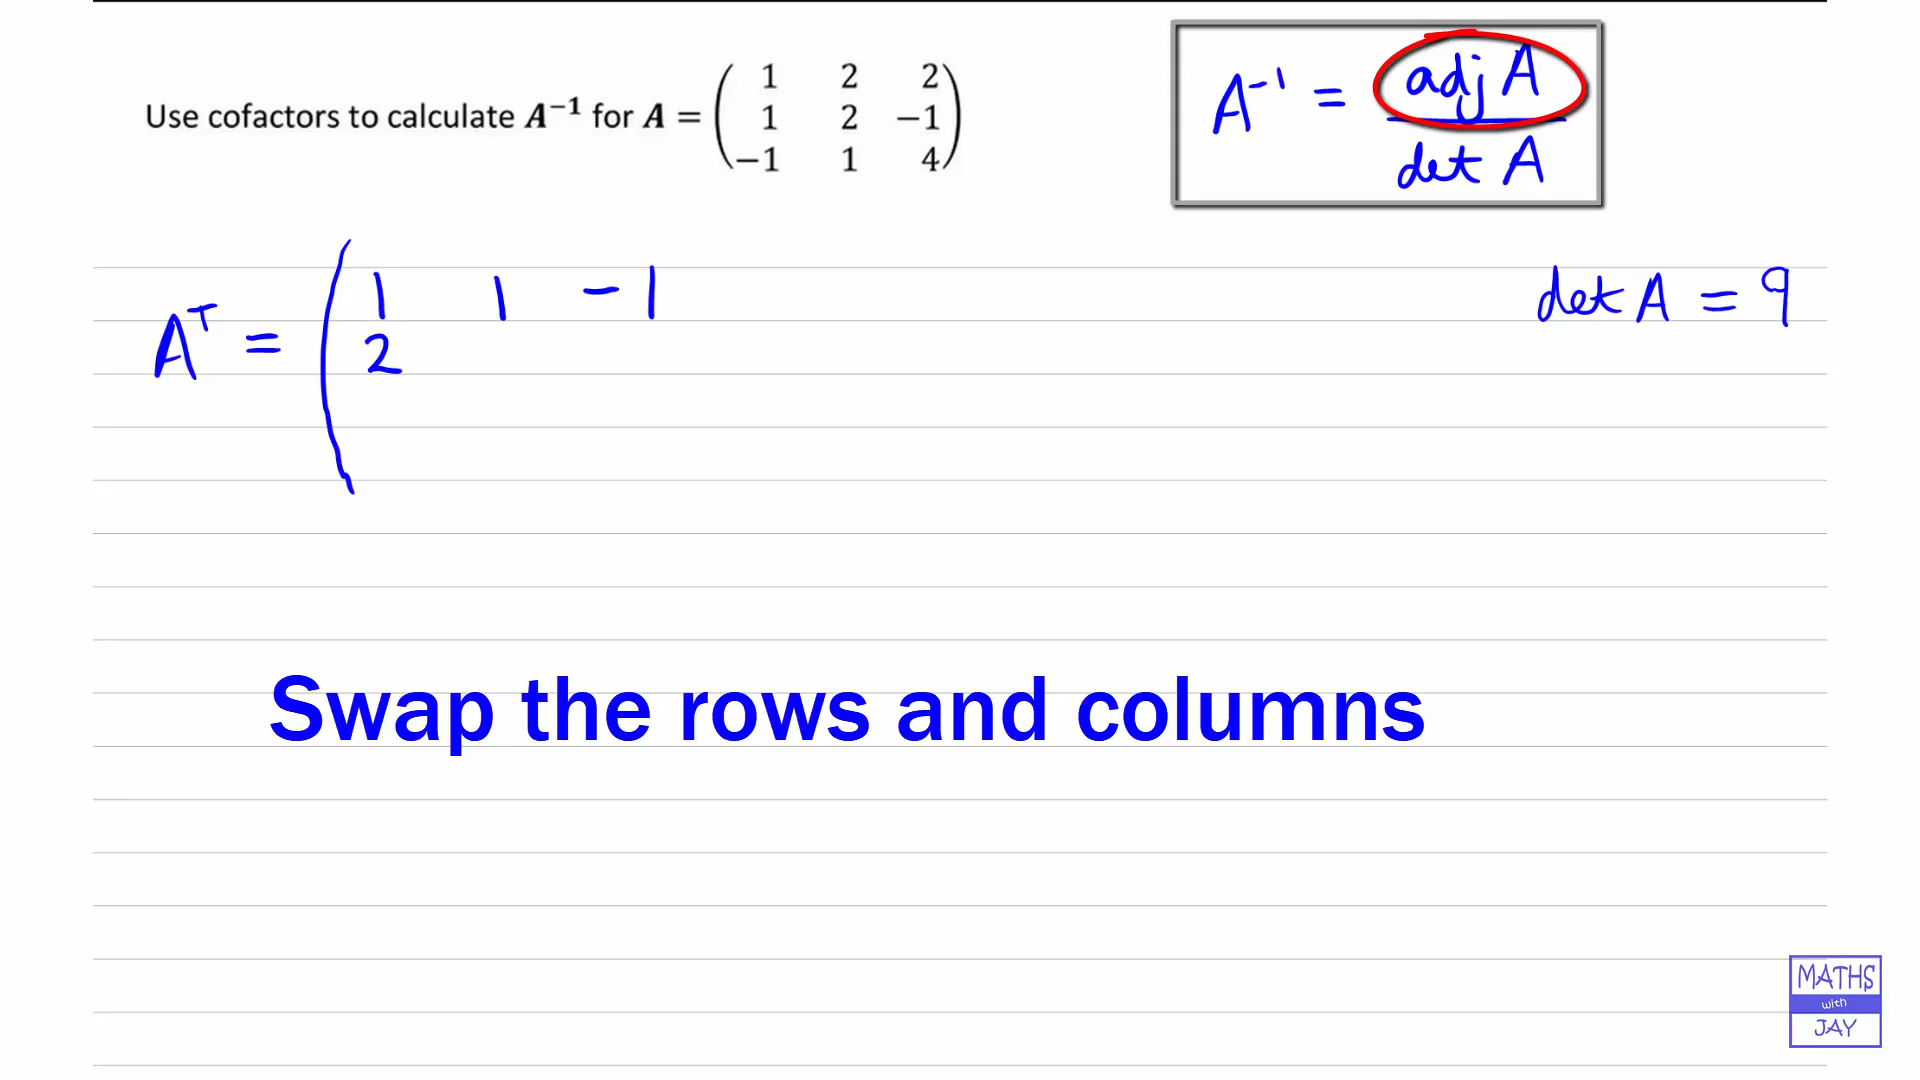 Use cofactors to calculate A⁻¹ for A = ( 1 2 2
1 2 −1
−1 1 4 )
A⁻¹ = adj A / det A
Aᵀ = ( 1 1 −1
2
det A = 9
Swap the rows and columns
MATHS
with
JAY